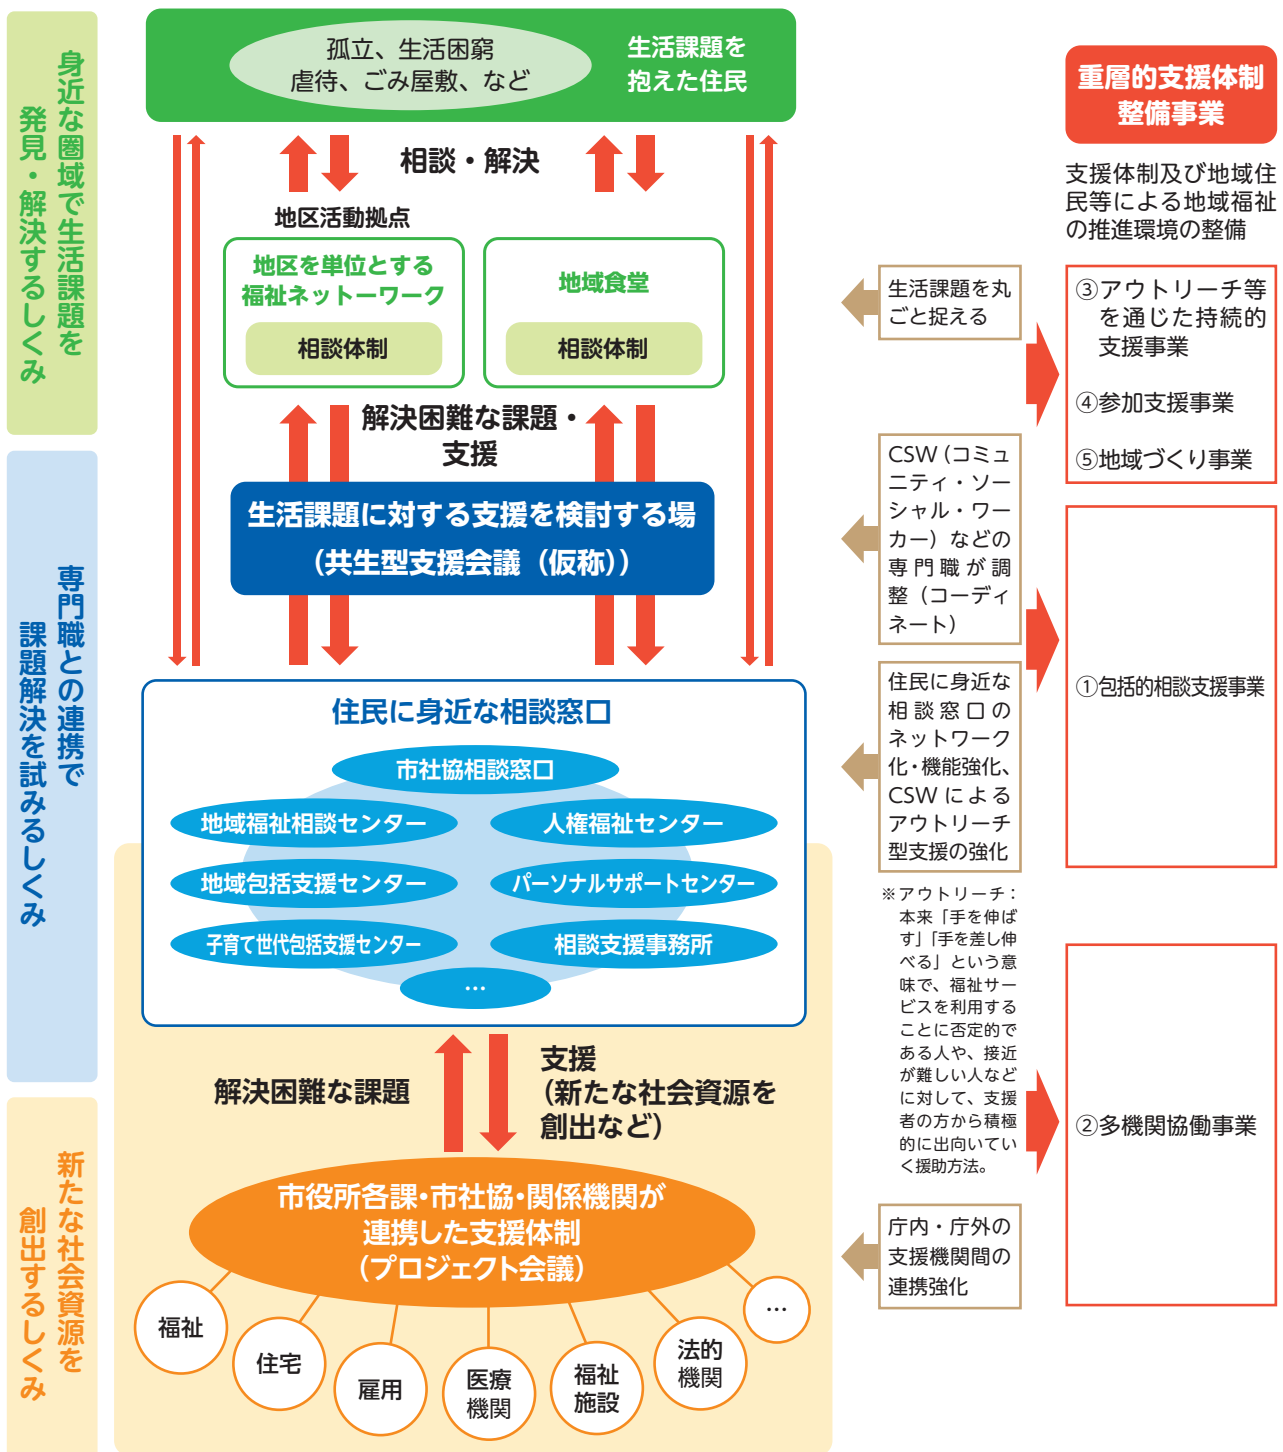 身近な圏域で生活課題を
発見・解決するしくみ
専門職との連携で
課題解決を試みるしくみ
新たな社会資源を
創出するしくみ
孤立、生活困窮
虐待、ごみ屋敷、など
生活課題を
抱えた住民
相談・解決
地区活動拠点
地区を単位とする
福祉ネットーワーク
相談体制
地域食堂
相談体制
解決困難な課題・
支援
生活課題に対する支援を検討する場
（共生型支援会議（仮称））
住民に身近な相談窓口
市社協相談窓口
地域福祉相談センター
人権福祉センター
地域包括支援センター
パーソナルサポートセンター
子育て世代包括支援センター
相談支援事務所
…
解決困難な課題
支援
（新たな社会資源を
創出など）
市役所各課・市社協・関係機関が
連携した支援体制
（プロジェクト会議）
福祉
住宅
雇用
医療
機関
福祉
施設
法的
機関
…
生活課題を丸
ごと捉える
CSW（コミュ
ニティ・ソー
シャル・ワー
カー）などの
専門職が調
整（コーディ
ネート）
住民に身近な
相談窓口の
ネットワーク
化・機能強化、
CSWによる
アウトリーチ
型支援の強化
※アウトリーチ：
本来「手を伸ば
す」「手を差し伸
べる」という意
味で、福祉サー
ビスを利用する
ことに否定的で
ある人や、接近
が難しい人など
に対して、支援
者の方から積極
的に出向いてい
く援助方法。
庁内・庁外の
支援機関間の
連携強化
重層的支援体制
整備事業
支援体制及び地域住
民等による地域福祉
の推進環境の整備
③アウトリーチ等
を通じた持続的
支援事業
④参加支援事業
⑤地域づくり事業
①包括的相談支援事業
②多機関協働事業